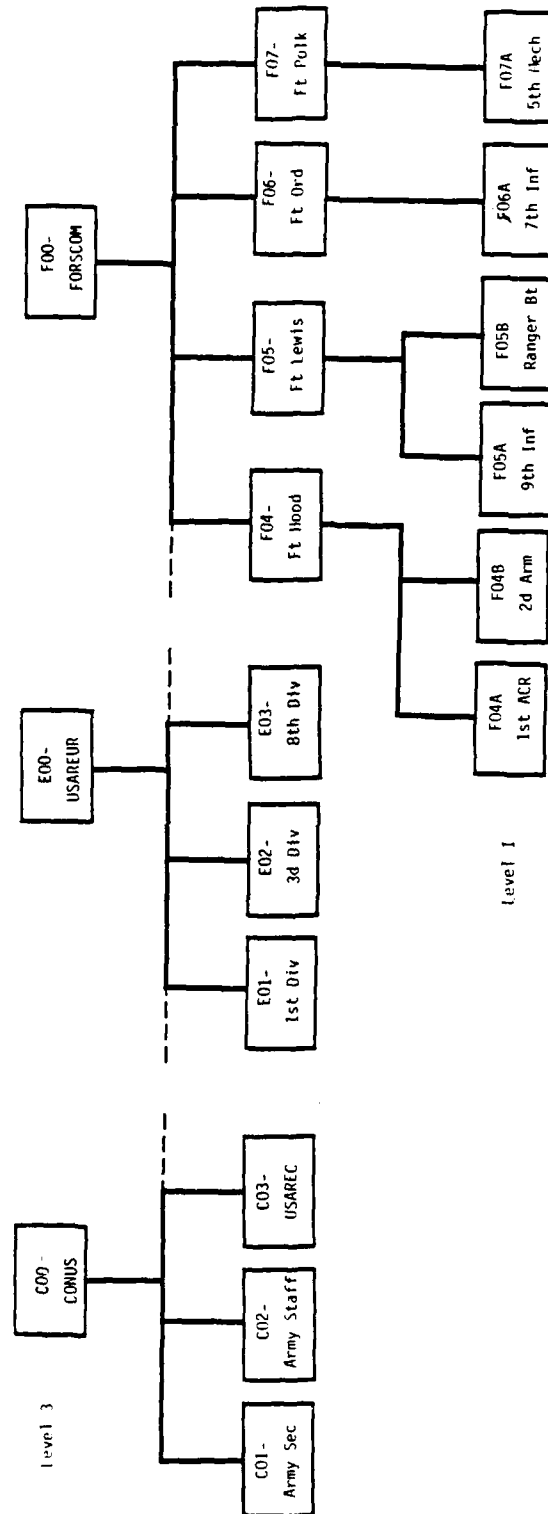 Level 3
C00-
CONUS
E00-
USAREUR
F00-
FORSCOM
C01-
Army Sec
C02-
Army Staff
C03-
USAREC
E01-
1st Div
E02-
3d Div
E03-
8th Div
F04-
Ft Hood
F05-
Ft Lewis
F06-
Ft Ord
F07-
Ft Polk
Level 1
F04A
1st ACR
F04B
2d Arm
F05A
9th Inf
F05B
Ranger Bt
F06A
7th Inf
F07A
5th Mech